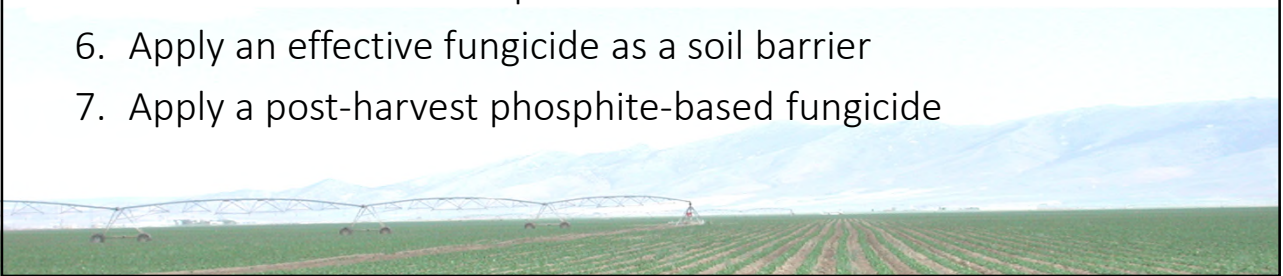 6. Apply an effective fungicide as a soil barrier
7. Apply a post-harvest phosphite-based fungicide